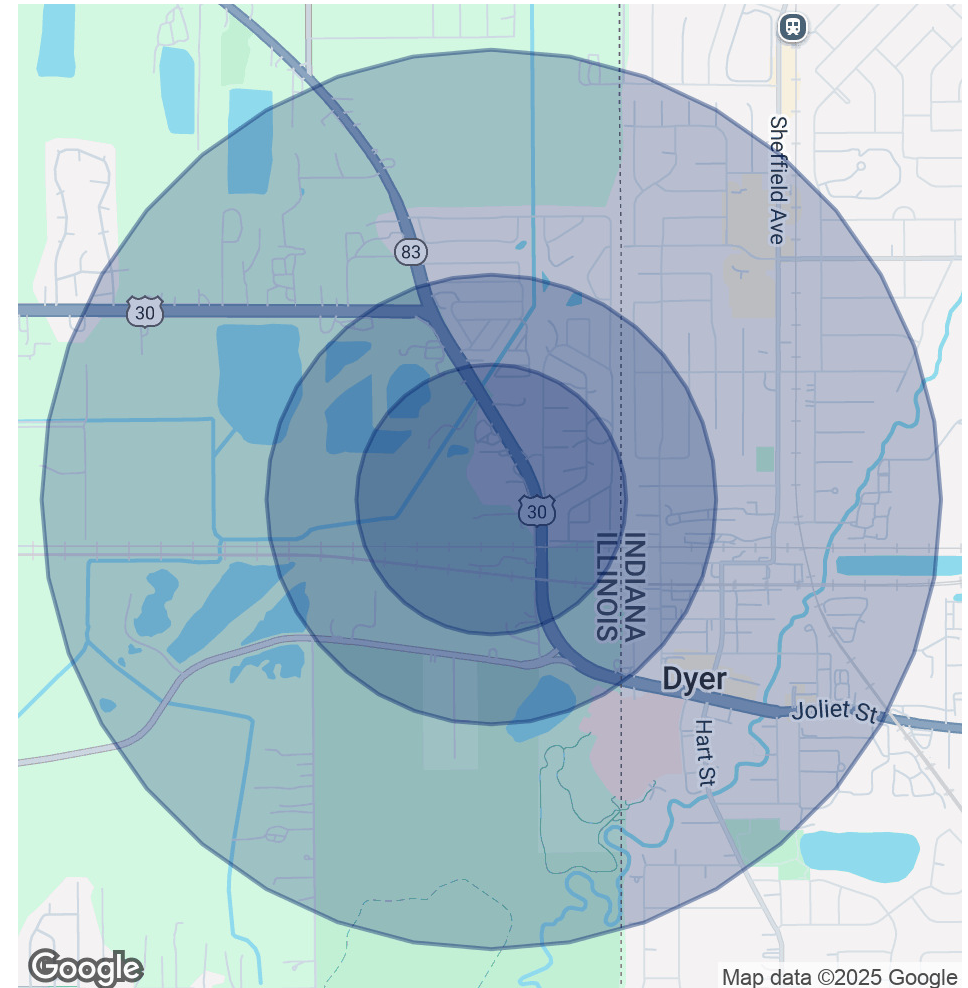 Sheffield Ave
83
30
30
INDIANA
ILLINOIS
Dyer
Joliet St
Hart St
Google
Map data ©2025 Google